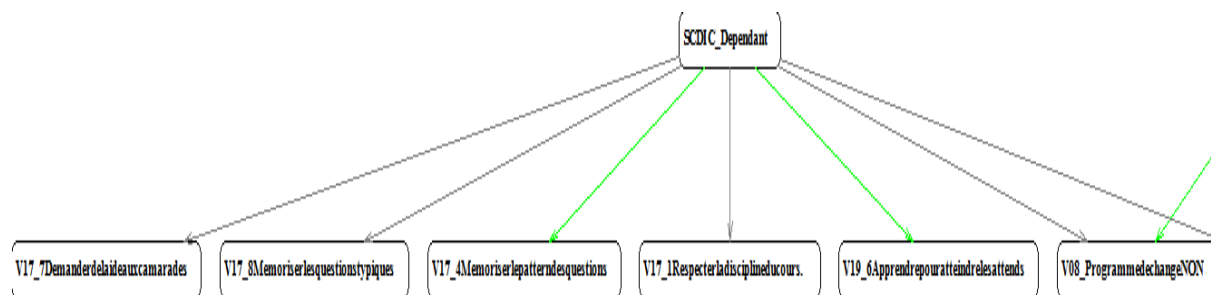 SCDIC_Dependant
V17_7Demanderdelaideauxcamarades
V17_8Memoriserlesquestionstypiques
V17_4Memoriserlepatterndesquestions
V17_1Respecterladisciplineducours.
V19_6Apprendrepouratteindrelesattends
V08_ProgrammedechangeNON